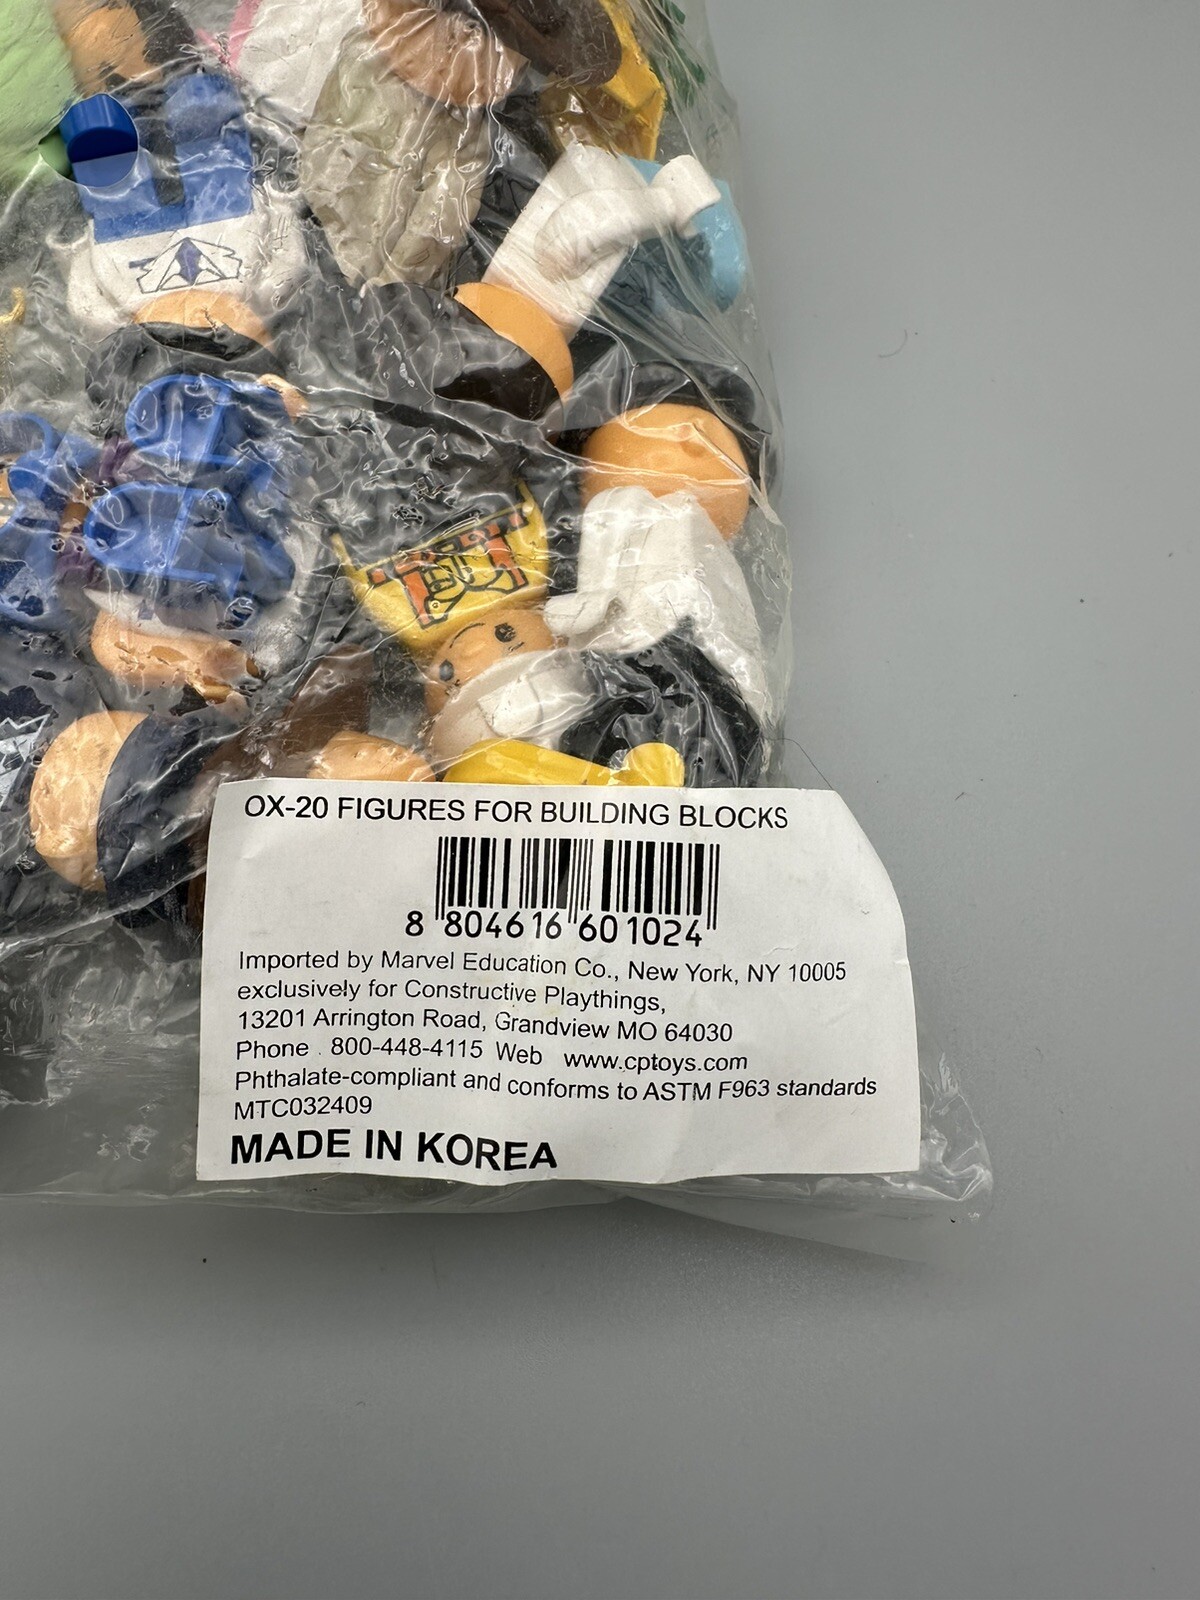 OX-20 FIGURES FOR BUILDING BLOCKS
8 804616 601024
Imported by Marvel Education Co., New York, NY 10005
exclusively for Constructive Playthings,
13201 Arrington Road, Grandview MO 64030
Phone 800-448-4115 Web www.cptoys.com
Phthalate-compliant and conforms to ASTM F963 standards
MTC032409
MADE IN KOREA